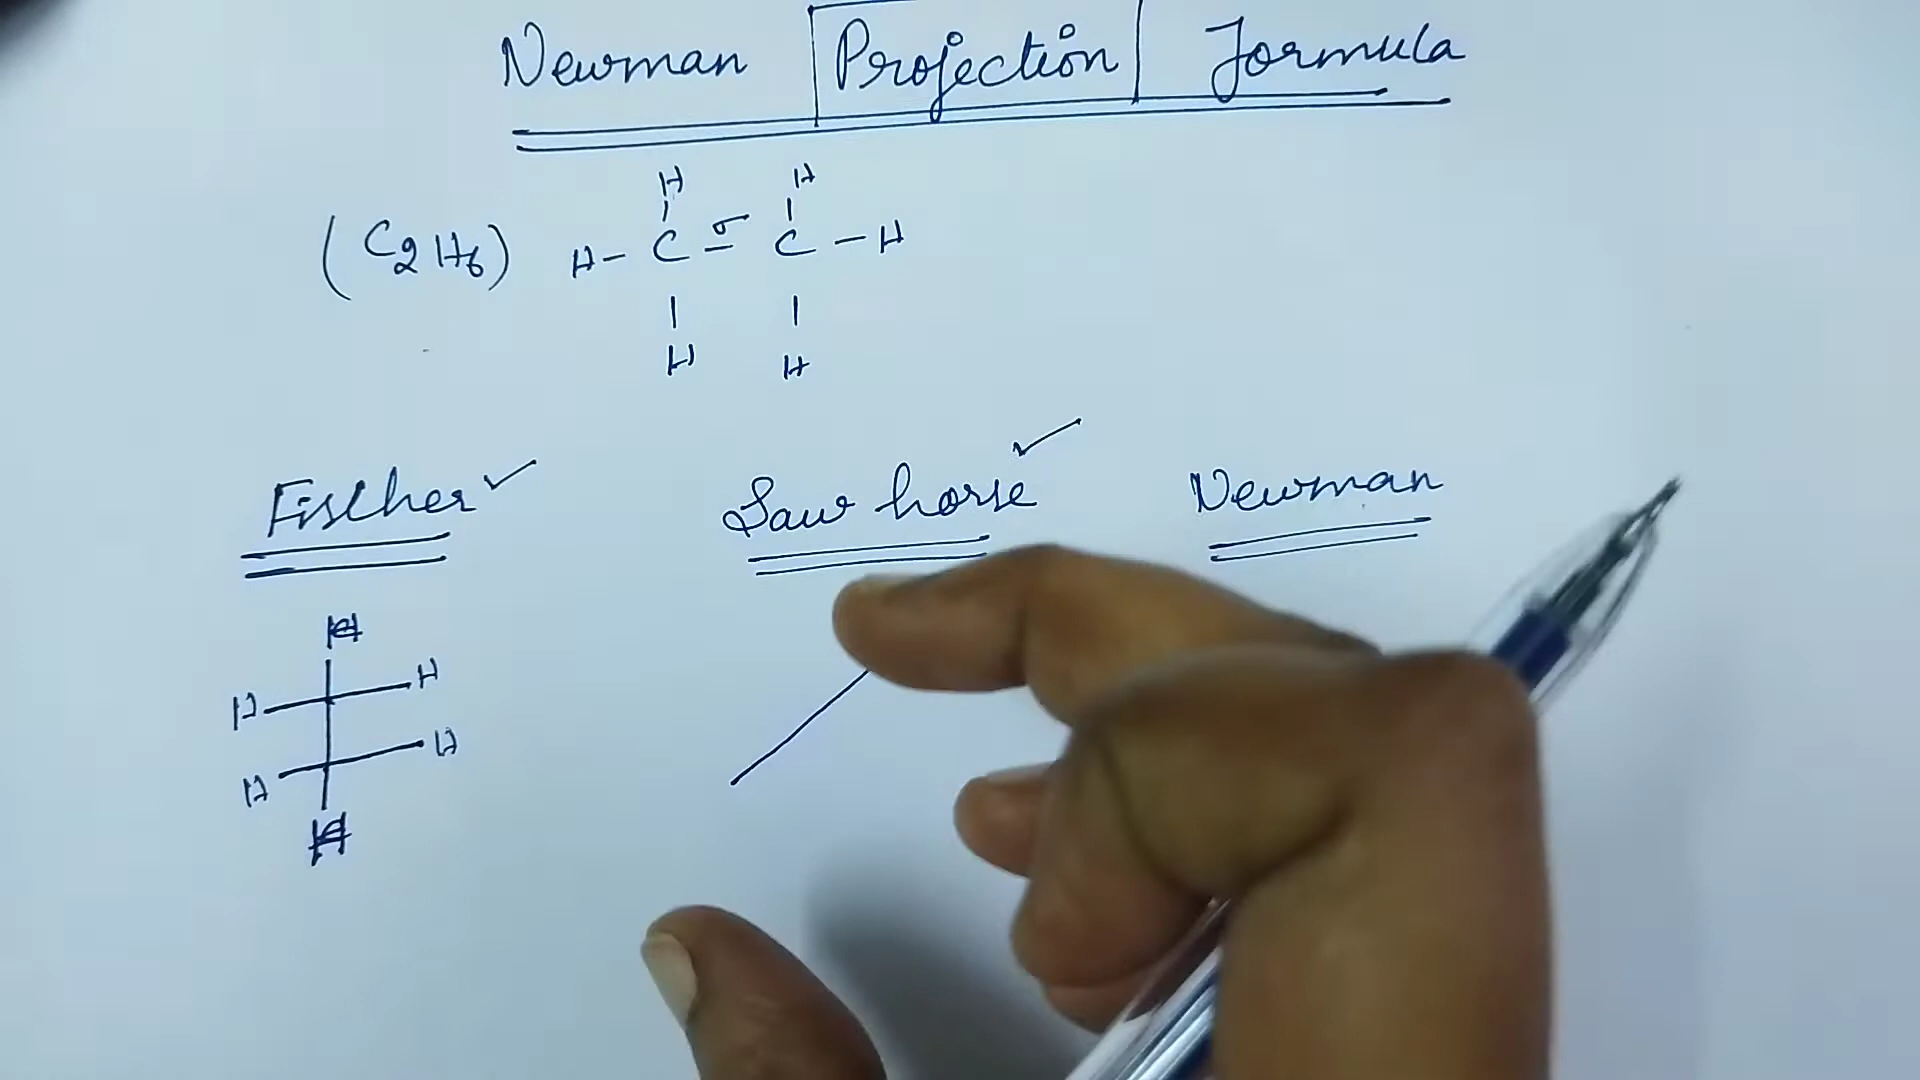 Newman Projection Formula
H H
(C2H6) H- C - σ C - H
H H
Fischer ✓ Saw horse ✓ Newman
H
H H
H H
H